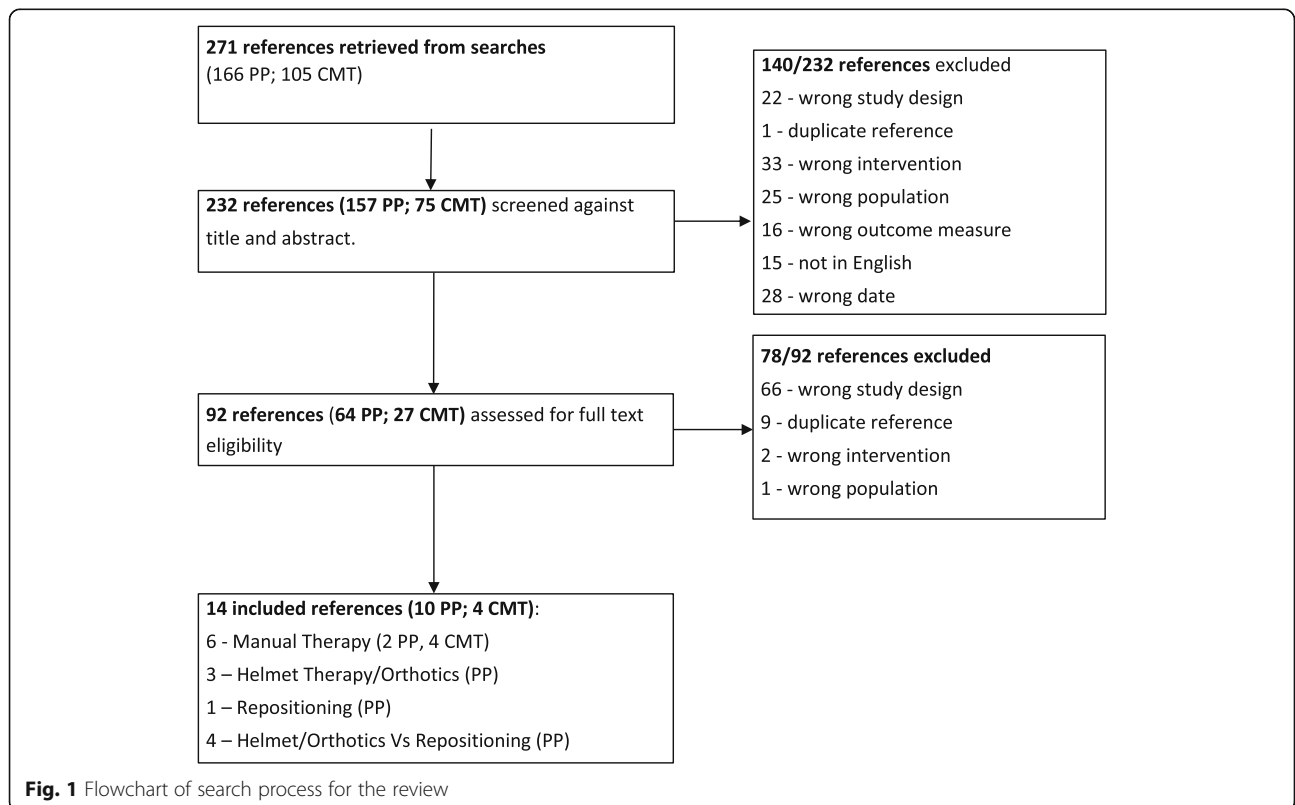 271 references retrieved from searches
(166 PP; 105 CMT)
140/232 references excluded
22 - wrong study design
1 - duplicate reference
33 - wrong intervention
25 - wrong population
16 - wrong outcome measure
15 - not in English
28 - wrong date
232 references (157 PP; 75 CMT) screened against
title and abstract.
78/92 references excluded
66 - wrong study design
9 - duplicate reference
2 - wrong intervention
1 - wrong population
92 references (64 PP; 27 CMT) assessed for full text
eligibility
14 included references (10 PP; 4 CMT):
6 - Manual Therapy (2 PP, 4 CMT)
3 – Helmet Therapy/Orthotics (PP)
1 – Repositioning (PP)
4 – Helmet/Orthotics Vs Repositioning (PP)
Fig. 1 Flowchart of search process for the review